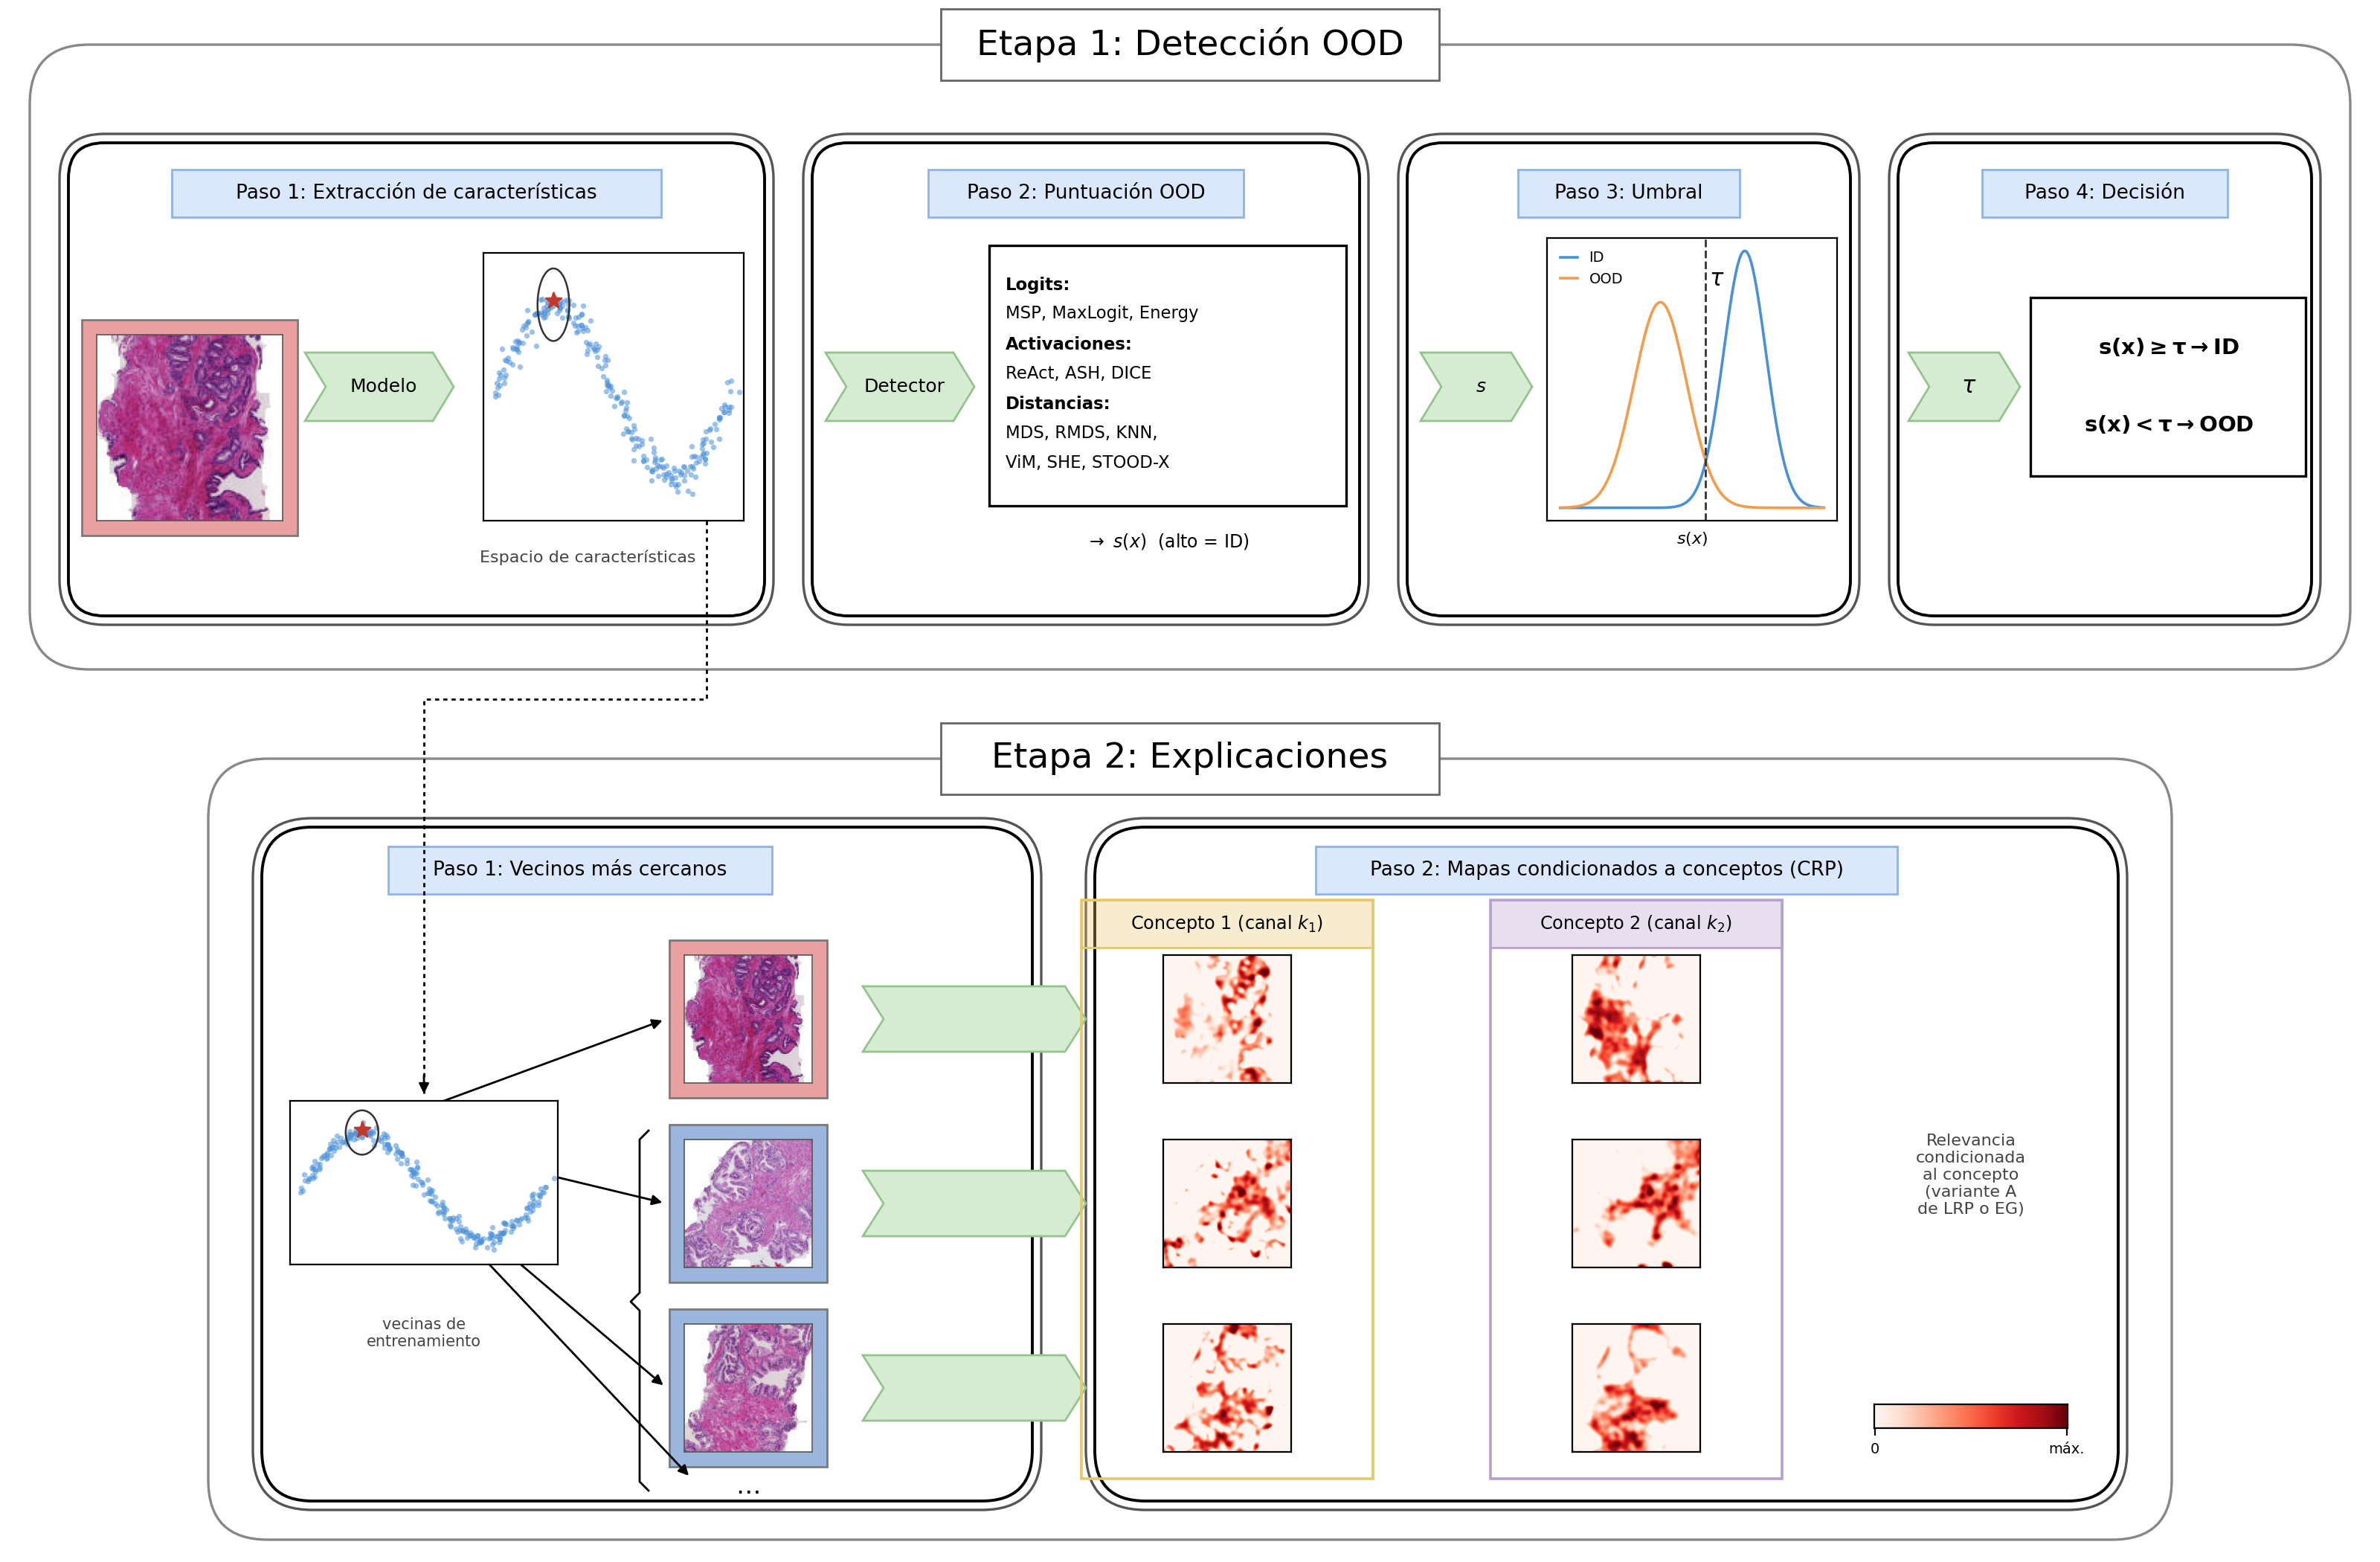 Etapa 1: Detección OOD
Paso 1: Extracción de características
Modelo
Espacio de características
Paso 2: Puntuación OOD
Detector
Logits:
MSP, MaxLogit, Energy
Activaciones:
ReAct, ASH, DICE
Distancias:
MDS, RMDS, KNN,
ViM, SHE, STOOD-X
→ s(x) (alto = ID)
Paso 3: Umbral
s
ID
OOD
τ
s(x)
Paso 4: Decisión
τ
s(x) ≥ τ → ID
s(x) < τ → OOD
Etapa 2: Explicaciones
Paso 1: Vecinos más cercanos
vecinas de
entrenamiento
...
Paso 2: Mapas condicionados a conceptos (CRP)
Concepto 1 (canal k₁)
Concepto 2 (canal k₂)
Relevancia
condicionada
al concepto
(variante A
de LRP o EG)
0
máx.